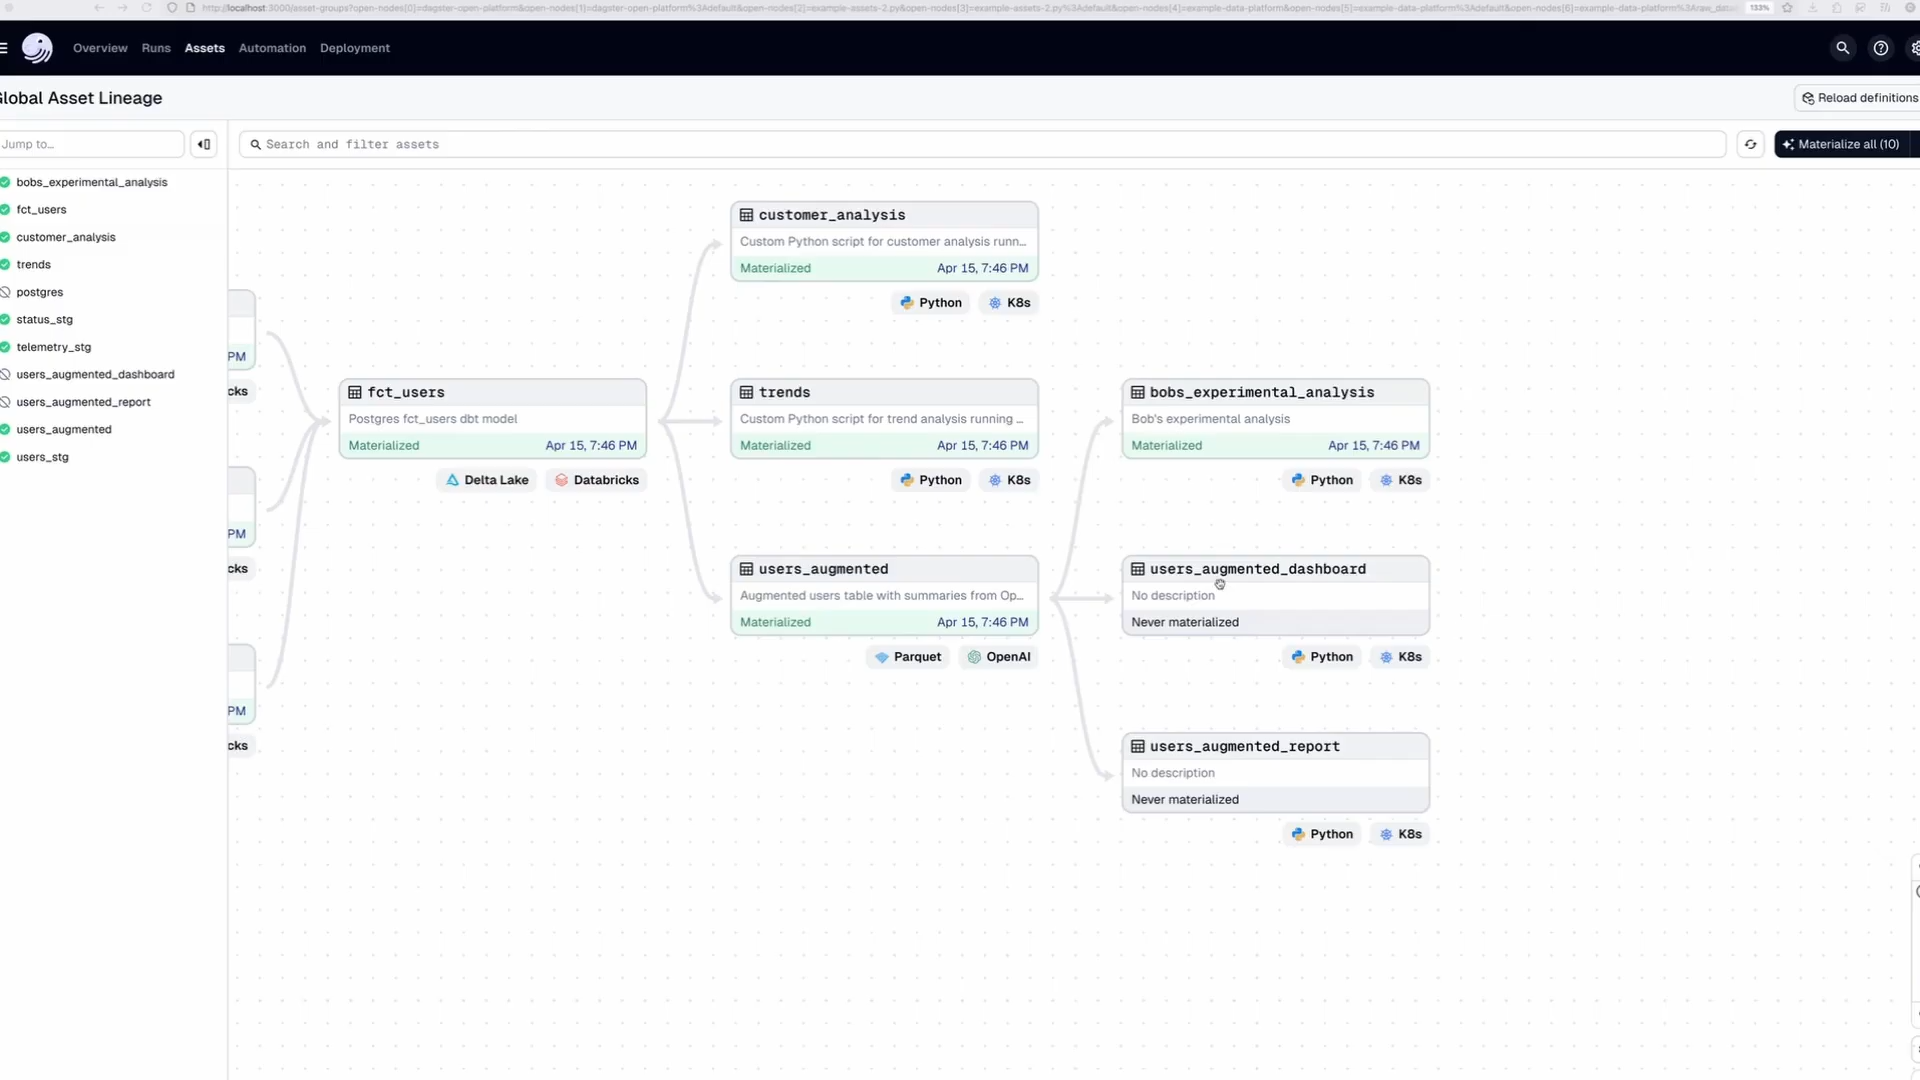 133%
Overview Runs Assets Automation Deployment
Global Asset Lineage
Reload definitions
Jump to…
Search and filter assets
Materialize all (10)
bobs_experimental_analysis
fct_users
customer_analysis
trends
postgres
status_stg
telemetry_stg
users_augmented_dashboard
users_augmented_report
users_augmented
users_stg
PM
cks
PM
cks
PM
cks
fct_users
Postgres fct_users dbt model
Materialized Apr 15, 7:46 PM
Delta Lake Databricks
customer_analysis
Custom Python script for customer analysis runn…
Materialized Apr 15, 7:46 PM
Python K8s
trends
Custom Python script for trend analysis running …
Materialized Apr 15, 7:46 PM
Python K8s
users_augmented
Augmented users table with summaries from Op…
Materialized Apr 15, 7:46 PM
Parquet OpenAI
bobs_experimental_analysis
Bob's experimental analysis
Materialized Apr 15, 7:46 PM
Python K8s
users_augmented_dashboard
No description
Never materialized
Python K8s
users_augmented_report
No description
Never materialized
Python K8s